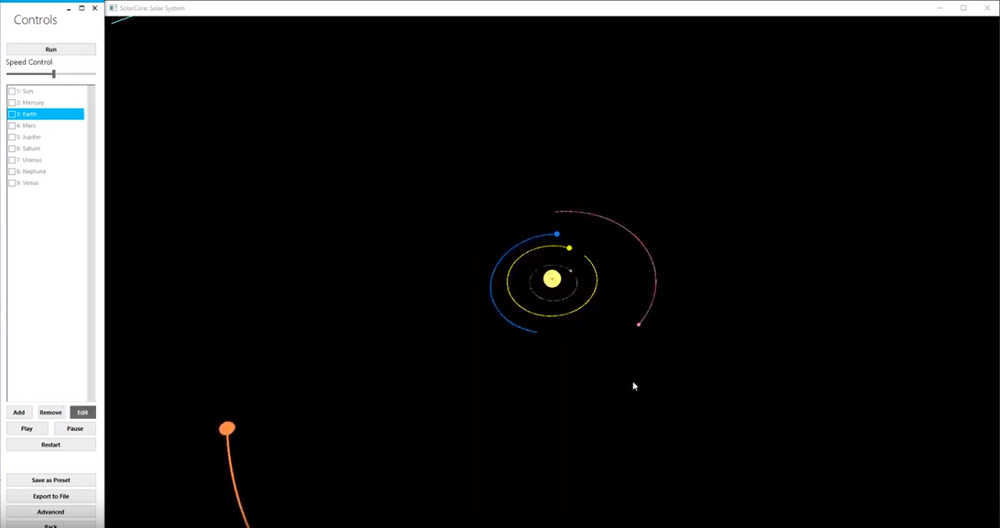 SolarCore: Solar System
Controls
Run
Speed Control
1: Sun
2: Mercury
3: Earth
4: Mars
5: Jupiter
6: Saturn
7: Uranus
8: Neptune
9: Venus
Add Remove Edit
Play Pause
Restart
Save as Preset
Export to File
Advanced
Back